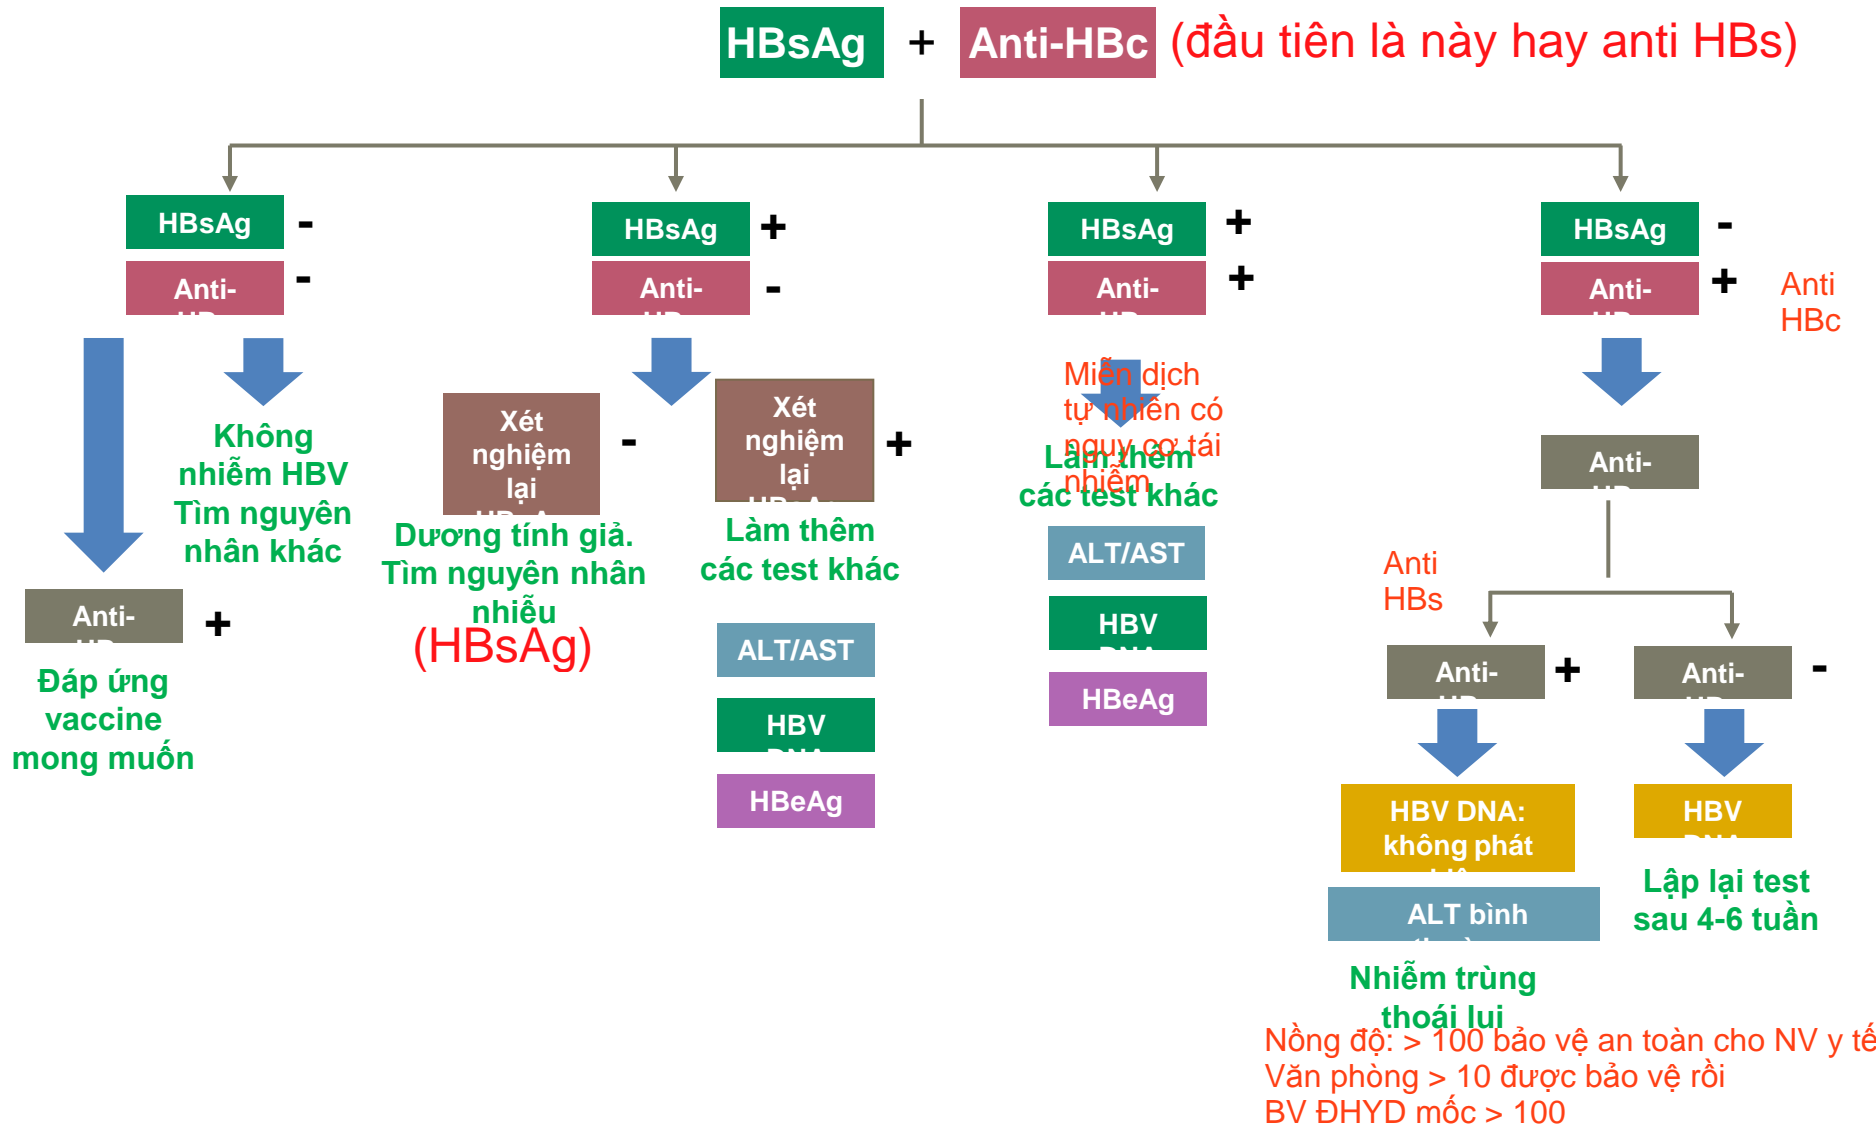 HBsAg + Anti-HBc (đầu tiên là này hay anti HBs)
HBsAg -
Anti- -
HBsAg +
Anti- -
HBsAg +
Anti- +
HBsAg -
Anti- +
Anti
HBc
Không
nhiễm HBV
Tìm nguyên
nhân khác
Anti- +
Đáp ứng
vaccine
mong muốn
Xét
nghiệm
lại
-
Dương tính giả.
Tìm nguyên nhân
nhiễu
(HBsAg)
Xét
nghiệm
lại
+
Làm thêm
các test khác
ALT/AST
HBV
DNA
HBeAg
Miễn dịch
tự nhiên có
nguy cơ tái
nhiễm
Làm thêm
các test khác
ALT/AST
HBV
DNA
HBeAg
Anti-
Anti
HBs
Anti- +
HBV DNA:
không phát
ALT bình
Nhiễm trùng
thoái lui
Anti- -
HBV
DNA
Lập lại test
sau 4-6 tuần
Nồng độ: > 100 bảo vệ an toàn cho NV y tế
Văn phòng > 10 được bảo vệ rồi
BV ĐHYD mốc > 100